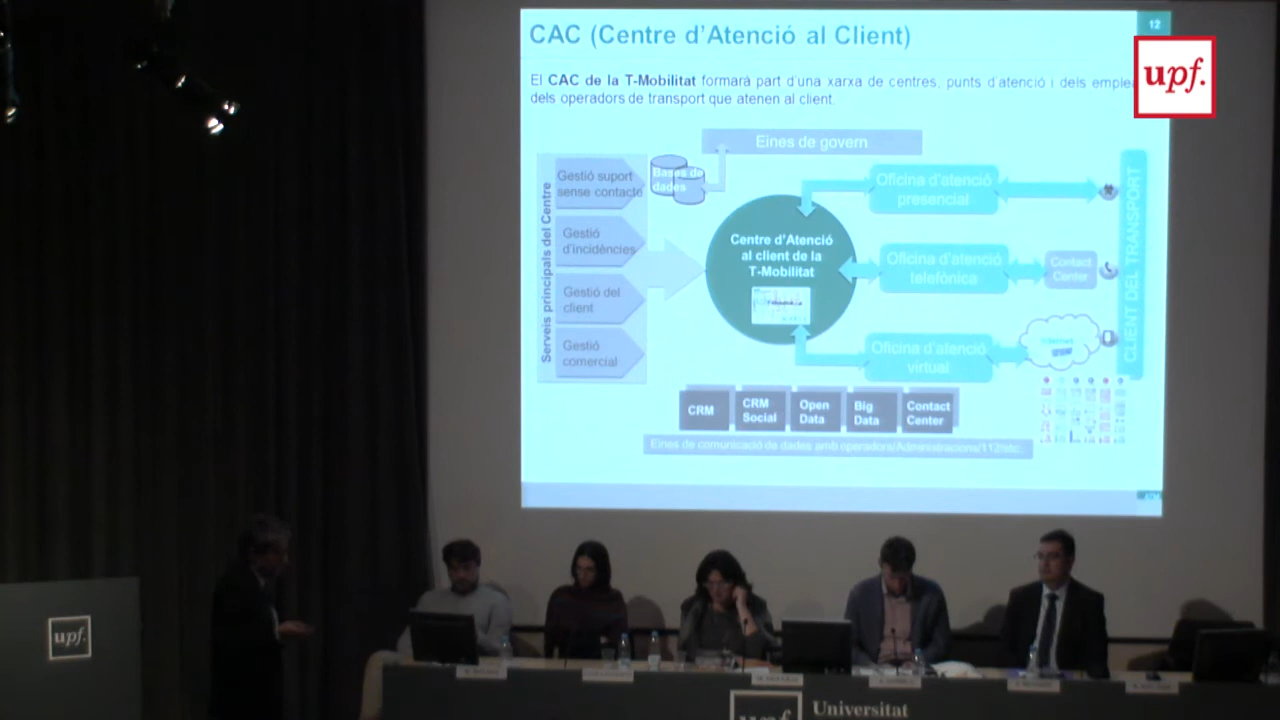 CAC (Centre d'Atenció al Client)
12
upf.
El CAC de la T-Mobilitat formarà part d'una xarxa de centres, punts d'atenció i dels
dels operadors de transport que atenen al client.
Eines de govern
Serveis principals del Centre
Gestió suport
sense contacte
Gestió
d'incidències
Gestió del
client
Gestió
comercial
Bases de
dades
Centre d'Atenció
al client de la
T-Mobilitat
Oficina d'atenció
presencial
Oficina d'atenció
telefònica
Oficina d'atenció
virtual
Contact
Center
Internet
CLIENT DEL TRANSPORT
CRM
CRM
Social
Open
Data
Big
Data
Contact
Center
Eines de comunicació de dades amb operadors/Administracions/112/etc.
upf.
upf.
Universitat